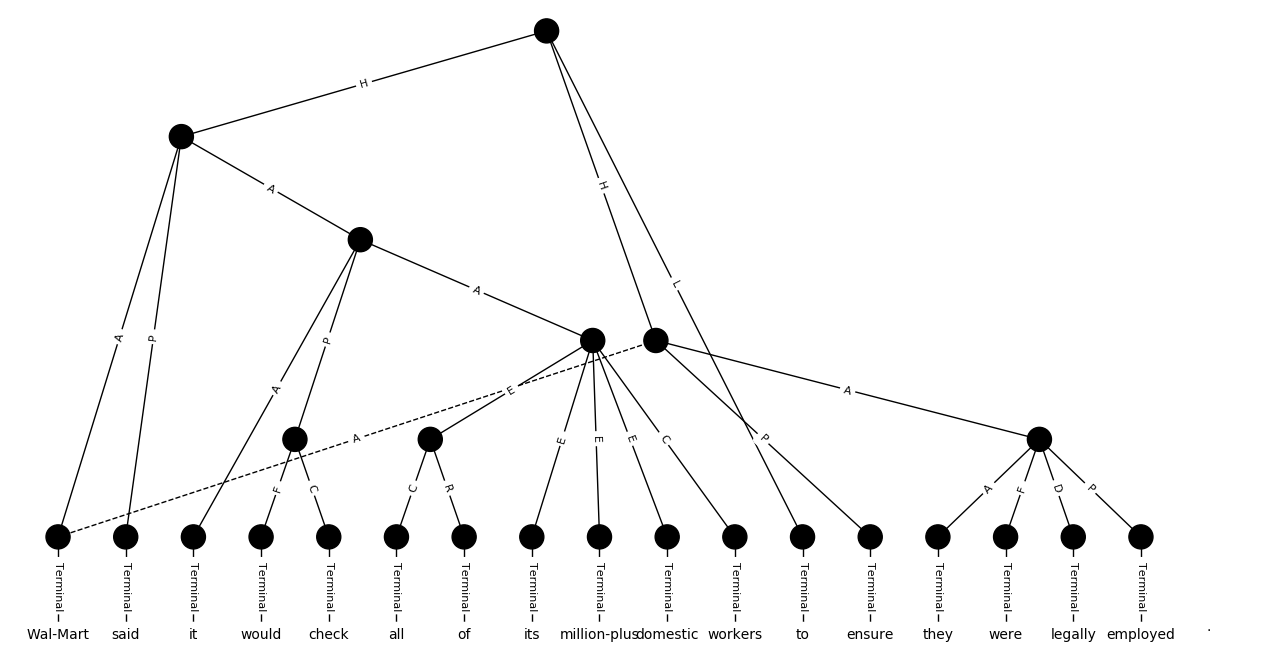 H
A
H
A
P
A
L
A
P
A
E
A
A
E
E
E
C
P
F
C
C
R
A
F
D
P
Terminal Terminal Terminal Terminal Terminal Terminal Terminal Terminal Terminal Terminal Terminal Terminal Terminal Terminal Terminal Terminal Terminal
Wal-Mart said it would check all of its million-plus domestic workers to ensure they were legally employed .